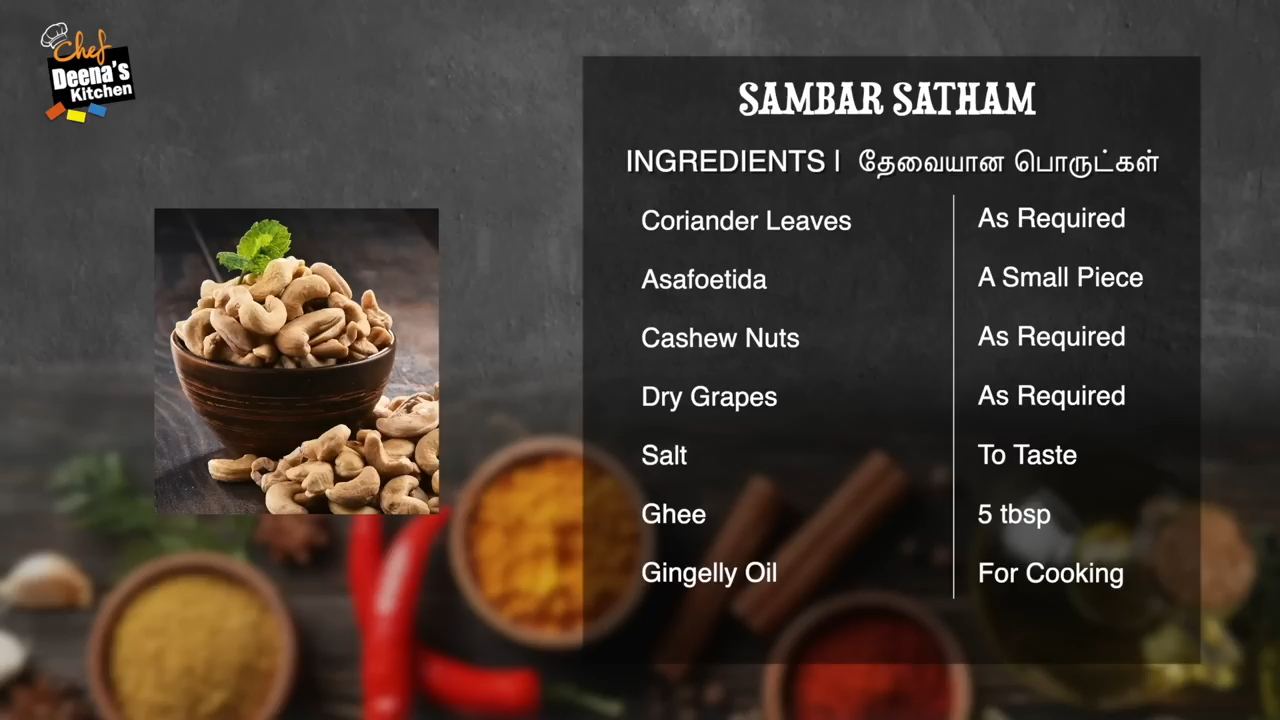 Chef
Deena's
Kitchen
SAMBAR SATHAM
INGREDIENTS | தேவையான பொருட்கள்
Coriander Leaves As Required
Asafoetida A Small Piece
Cashew Nuts As Required
Dry Grapes As Required
Salt To Taste
Ghee 5 tbsp
Gingelly Oil For Cooking